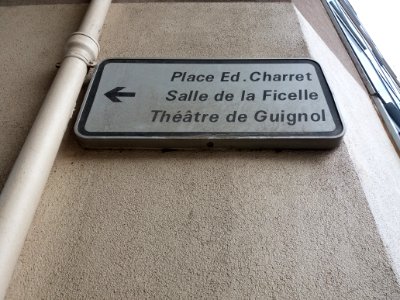 Place Ed. Charret
Salle de la Ficelle
Théâtre de Guignol